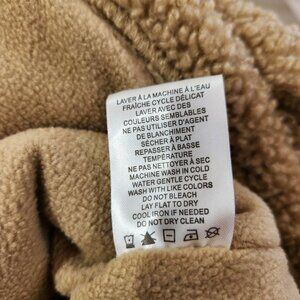 LAVER À LA MACHINE À L'EAU
FRAÎCHE CYCLE DÉLICAT
LAVER AVEC DES
COULEURS SEMBLABLES
NE PAS UTILISER D'AGENT
DE BLANCHIMENT
SÉCHER À PLAT
REPASSER À BASSE
TEMPÉRATURE
NE PAS NETTOYER À SEC
MACHINE WASH IN COLD
WATER GENTLE CYCLE
WASH WITH LIKE COLORS
DO NOT BLEACH
LAY FLAT TO DRY
COOL IRON IF NEEDED
DO NOT DRY CLEAN